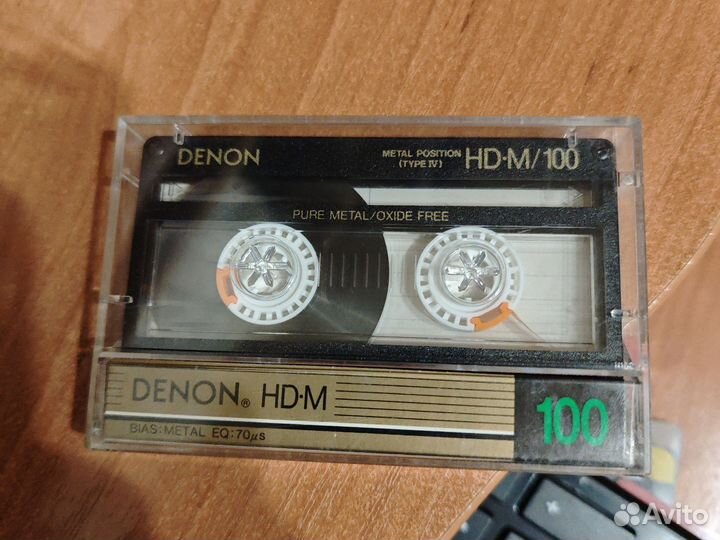 DENON
METAL POSITION
(TYPE IV)
HD·M/100
PURE METAL/OXIDE FREE
DENON® HD·M
100
BIAS:METAL EQ:70μs
Avito